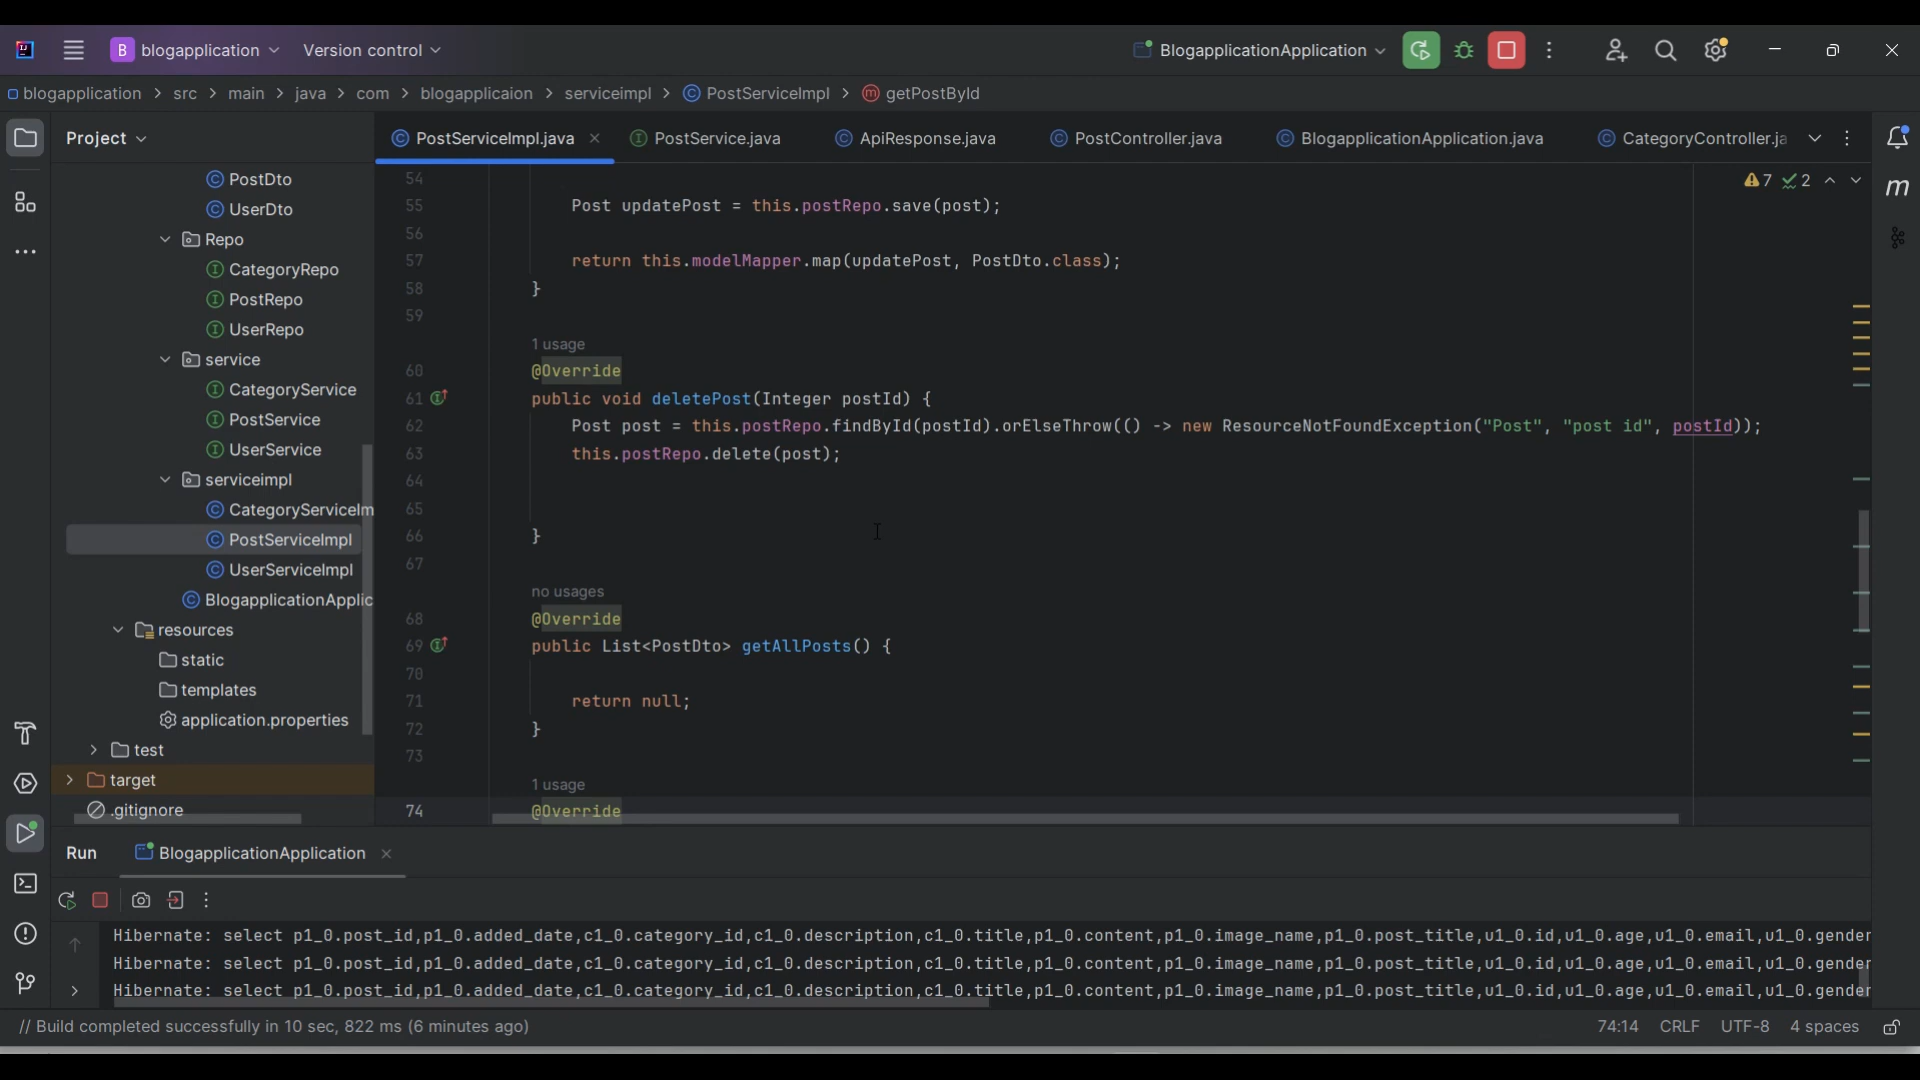 B blogapplication Version control BlogapplicationApplication
blogapplication > src > main > java > com > blogapplicaion > serviceimpl > PostServiceImpl > m getPostById
Project PostServiceImpl.java PostService.java ApiResponse.java PostController.java BlogapplicationApplication.java CategoryController.ja
PostDto
UserDto
Repo
CategoryRepo
PostRepo
UserRepo
service
CategoryService
PostService
UserService
serviceimpl
CategoryServiceIm
PostServiceImpl
UserServiceImpl
BlogapplicationApplic
resources
static
templates
application.properties
test
target
.gitignore
7 2
54
55 Post updatePost = this.postRepo.save(post);
56
57 return this.modelMapper.map(updatePost, PostDto.class);
58 }
59
1 usage
60 @Override
61 public void deletePost(Integer postId) {
62 Post post = this.postRepo.findById(postId).orElseThrow(() -> new ResourceNotFoundException("Post", "post id", postId));
63 this.postRepo.delete(post);
64
65
66 }
67
no usages
68 @Override
69 public List<PostDto> getAllPosts() {
70
71 return null;
72 }
73
1 usage
74 @Override
Run BlogapplicationApplication
Hibernate: select p1_0.post_id,p1_0.added_date,c1_0.category_id,c1_0.description,c1_0.title,p1_0.content,p1_0.image_name,p1_0.post_title,u1_0.id,u1_0.age,u1_0.email,u1_0.gender
Hibernate: select p1_0.post_id,p1_0.added_date,c1_0.category_id,c1_0.description,c1_0.title,p1_0.content,p1_0.image_name,p1_0.post_title,u1_0.id,u1_0.age,u1_0.email,u1_0.gender
Hibernate: select p1_0.post_id,p1_0.added_date,c1_0.category_id,c1_0.description,c1_0.title,p1_0.content,p1_0.image_name,p1_0.post_title,u1_0.id,u1_0.age,u1_0.email,u1_0.gender
// Build completed successfully in 10 sec, 822 ms (6 minutes ago) 74:14 CRLF UTF-8 4 spaces